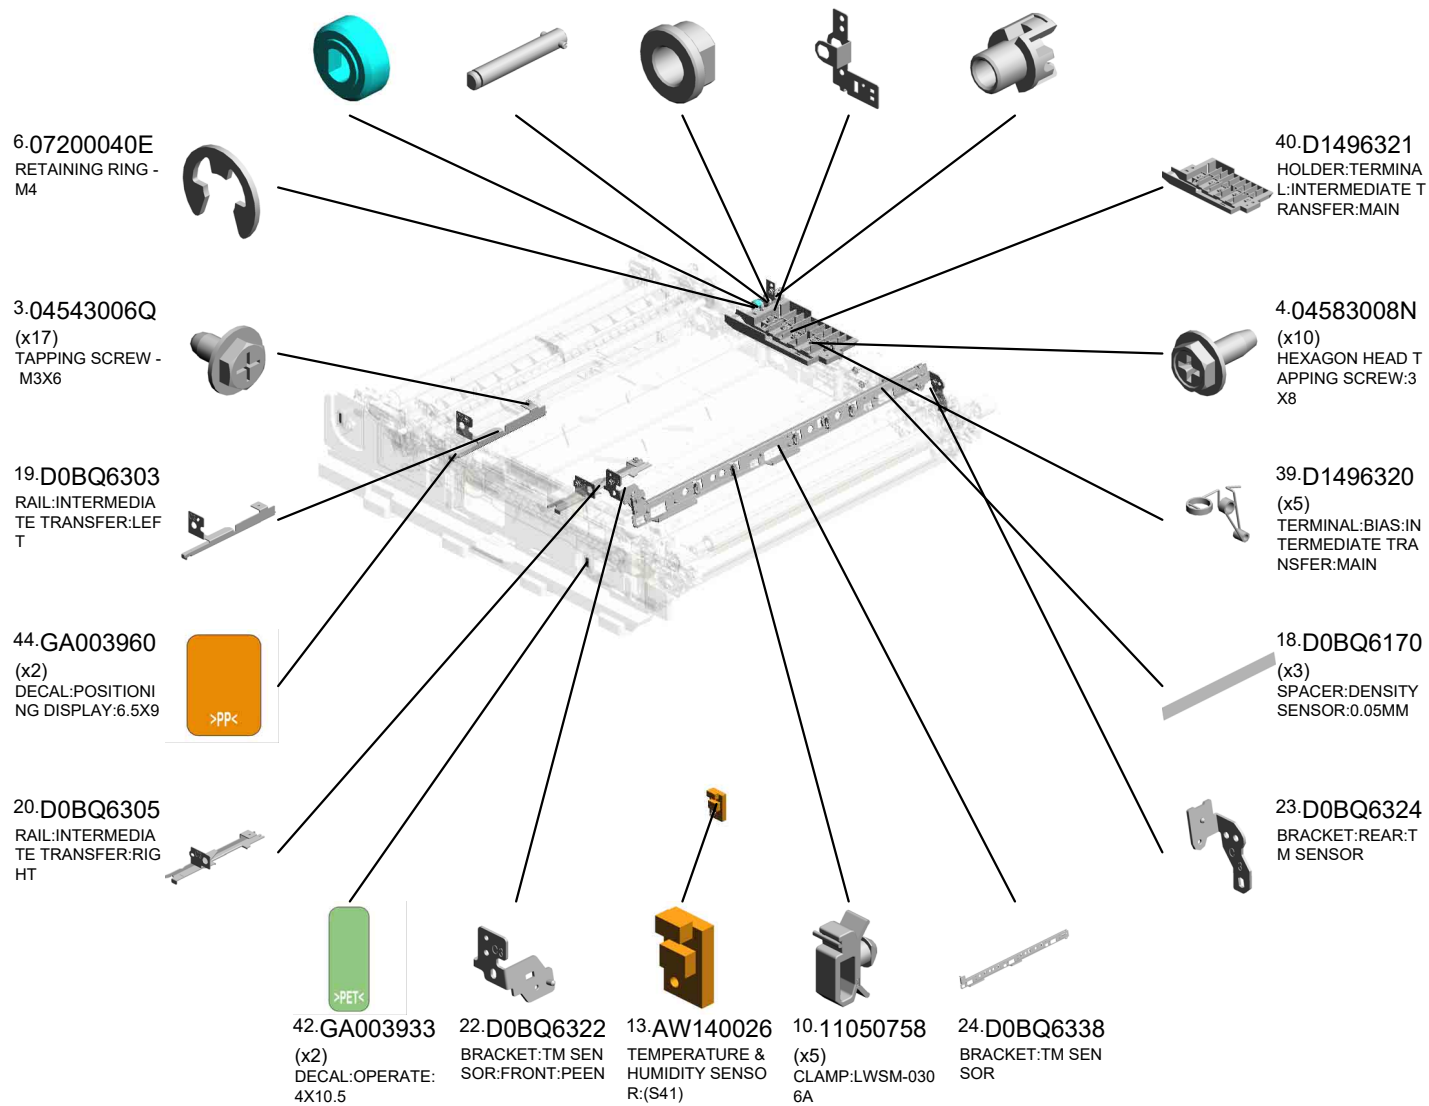 6.07200040E
RETAINING RING -
M4
40.D1496321
HOLDER:TERMINA
L:INTERMEDIATE T
RANSFER:MAIN
3.04543006Q
(x17)
TAPPING SCREW -
M3X6
4.04583008N
(x10)
HEXAGON HEAD T
APPING SCREW:3
X8
19.D0BQ6303
RAIL:INTERMEDIA
TE TRANSFER:LEF
T
39.D1496320
(x5)
TERMINAL:BIAS:IN
TERMEDIATE TRA
NSFER:MAIN
44.GA003960
(x2)
DECAL:POSITIONI
NG DISPLAY:6.5X9
>PP<
18.D0BQ6170
(x3)
SPACER:DENSITY
SENSOR:0.05MM
20.D0BQ6305
RAIL:INTERMEDIA
TE TRANSFER:RIG
HT
23.D0BQ6324
BRACKET:REAR:T
M SENSOR
>PET<
42.GA003933
(x2)
DECAL:OPERATE:
4X10.5
22.D0BQ6322
BRACKET:TM SEN
SOR:FRONT:PEEN
13.AW140026
TEMPERATURE &
HUMIDITY SENSO
R:(S41)
10.11050758
(x5)
CLAMP:LWSM-030
6A
24.D0BQ6338
BRACKET:TM SEN
SOR